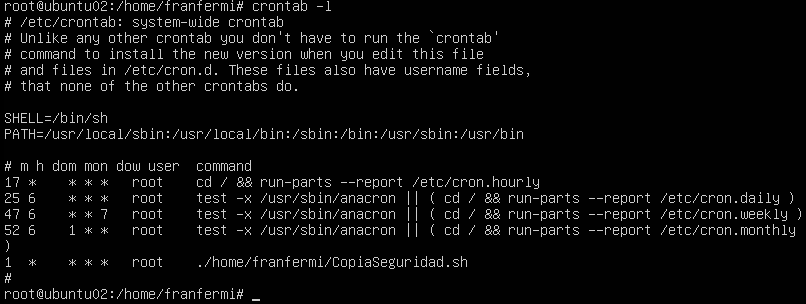 root@ubuntu02:/home/franfermi# crontab -l
# /etc/crontab: system-wide crontab
# Unlike any other crontab you don't have to run the `crontab'
# command to install the new version when you edit this file
# and files in /etc/cron.d. These files also have username fields,
# that none of the other crontabs do.

SHELL=/bin/sh
PATH=/usr/local/sbin:/usr/local/bin:/sbin:/bin:/usr/sbin:/usr/bin

# m h dom mon dow user  command
17 *    * * *   root    cd / && run-parts --report /etc/cron.hourly
25 6    * * *   root    test -x /usr/sbin/anacron || ( cd / && run-parts --report /etc/cron.daily )
47 6    * * 7   root    test -x /usr/sbin/anacron || ( cd / && run-parts --report /etc/cron.weekly )
52 6    1 * *   root    test -x /usr/sbin/anacron || ( cd / && run-parts --report /etc/cron.monthly
)
1  *    * * *   root    ./home/franfermi/CopiaSeguridad.sh
#
root@ubuntu02:/home/franfermi# _